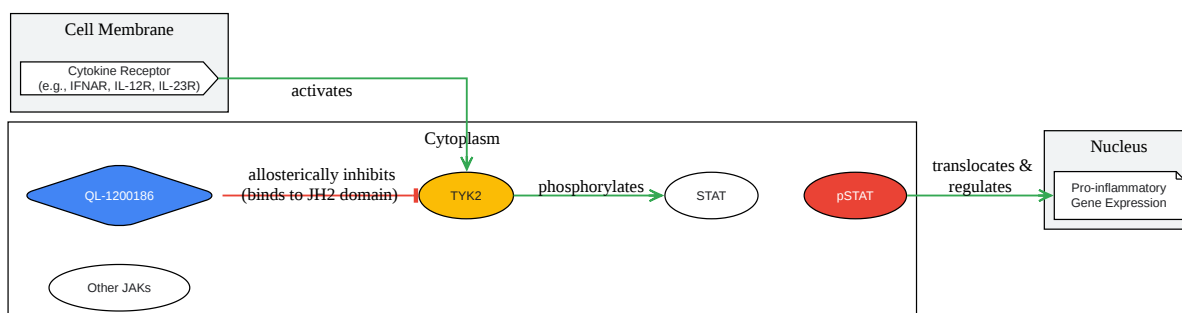 Cell Membrane
Cytokine Receptor
(e.g., IFNAR, IL-12R, IL-23R)
activates
Cytoplasm
QL-1200186
allosterically inhibits
(binds to JH2 domain)
TYK2
phosphorylates
STAT
pSTAT
translocates &
regulates
Nucleus
Pro-inflammatory
Gene Expression
Other JAKs